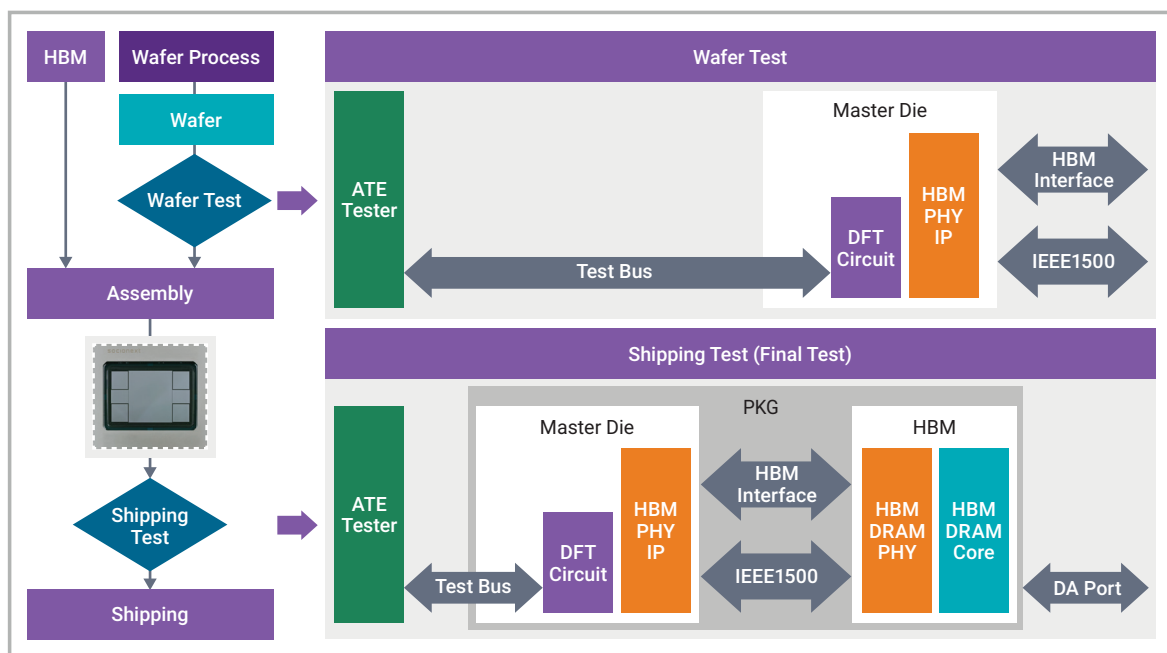 HBM
Wafer Process
Wafer
Wafer Test
Assembly
Shipping
Test
Shipping
Wafer Test
ATE
Tester
Test Bus
Master Die
DFT
Circuit
HBM
PHY
IP
HBM
Interface
IEEE1500
Shipping Test (Final Test)
ATE
Tester
Test Bus
PKG
Master Die
DFT
Circuit
HBM
PHY
IP
HBM
Interface
IEEE1500
HBM
HBM
DRAM
PHY
HBM
DRAM
Core
DA Port